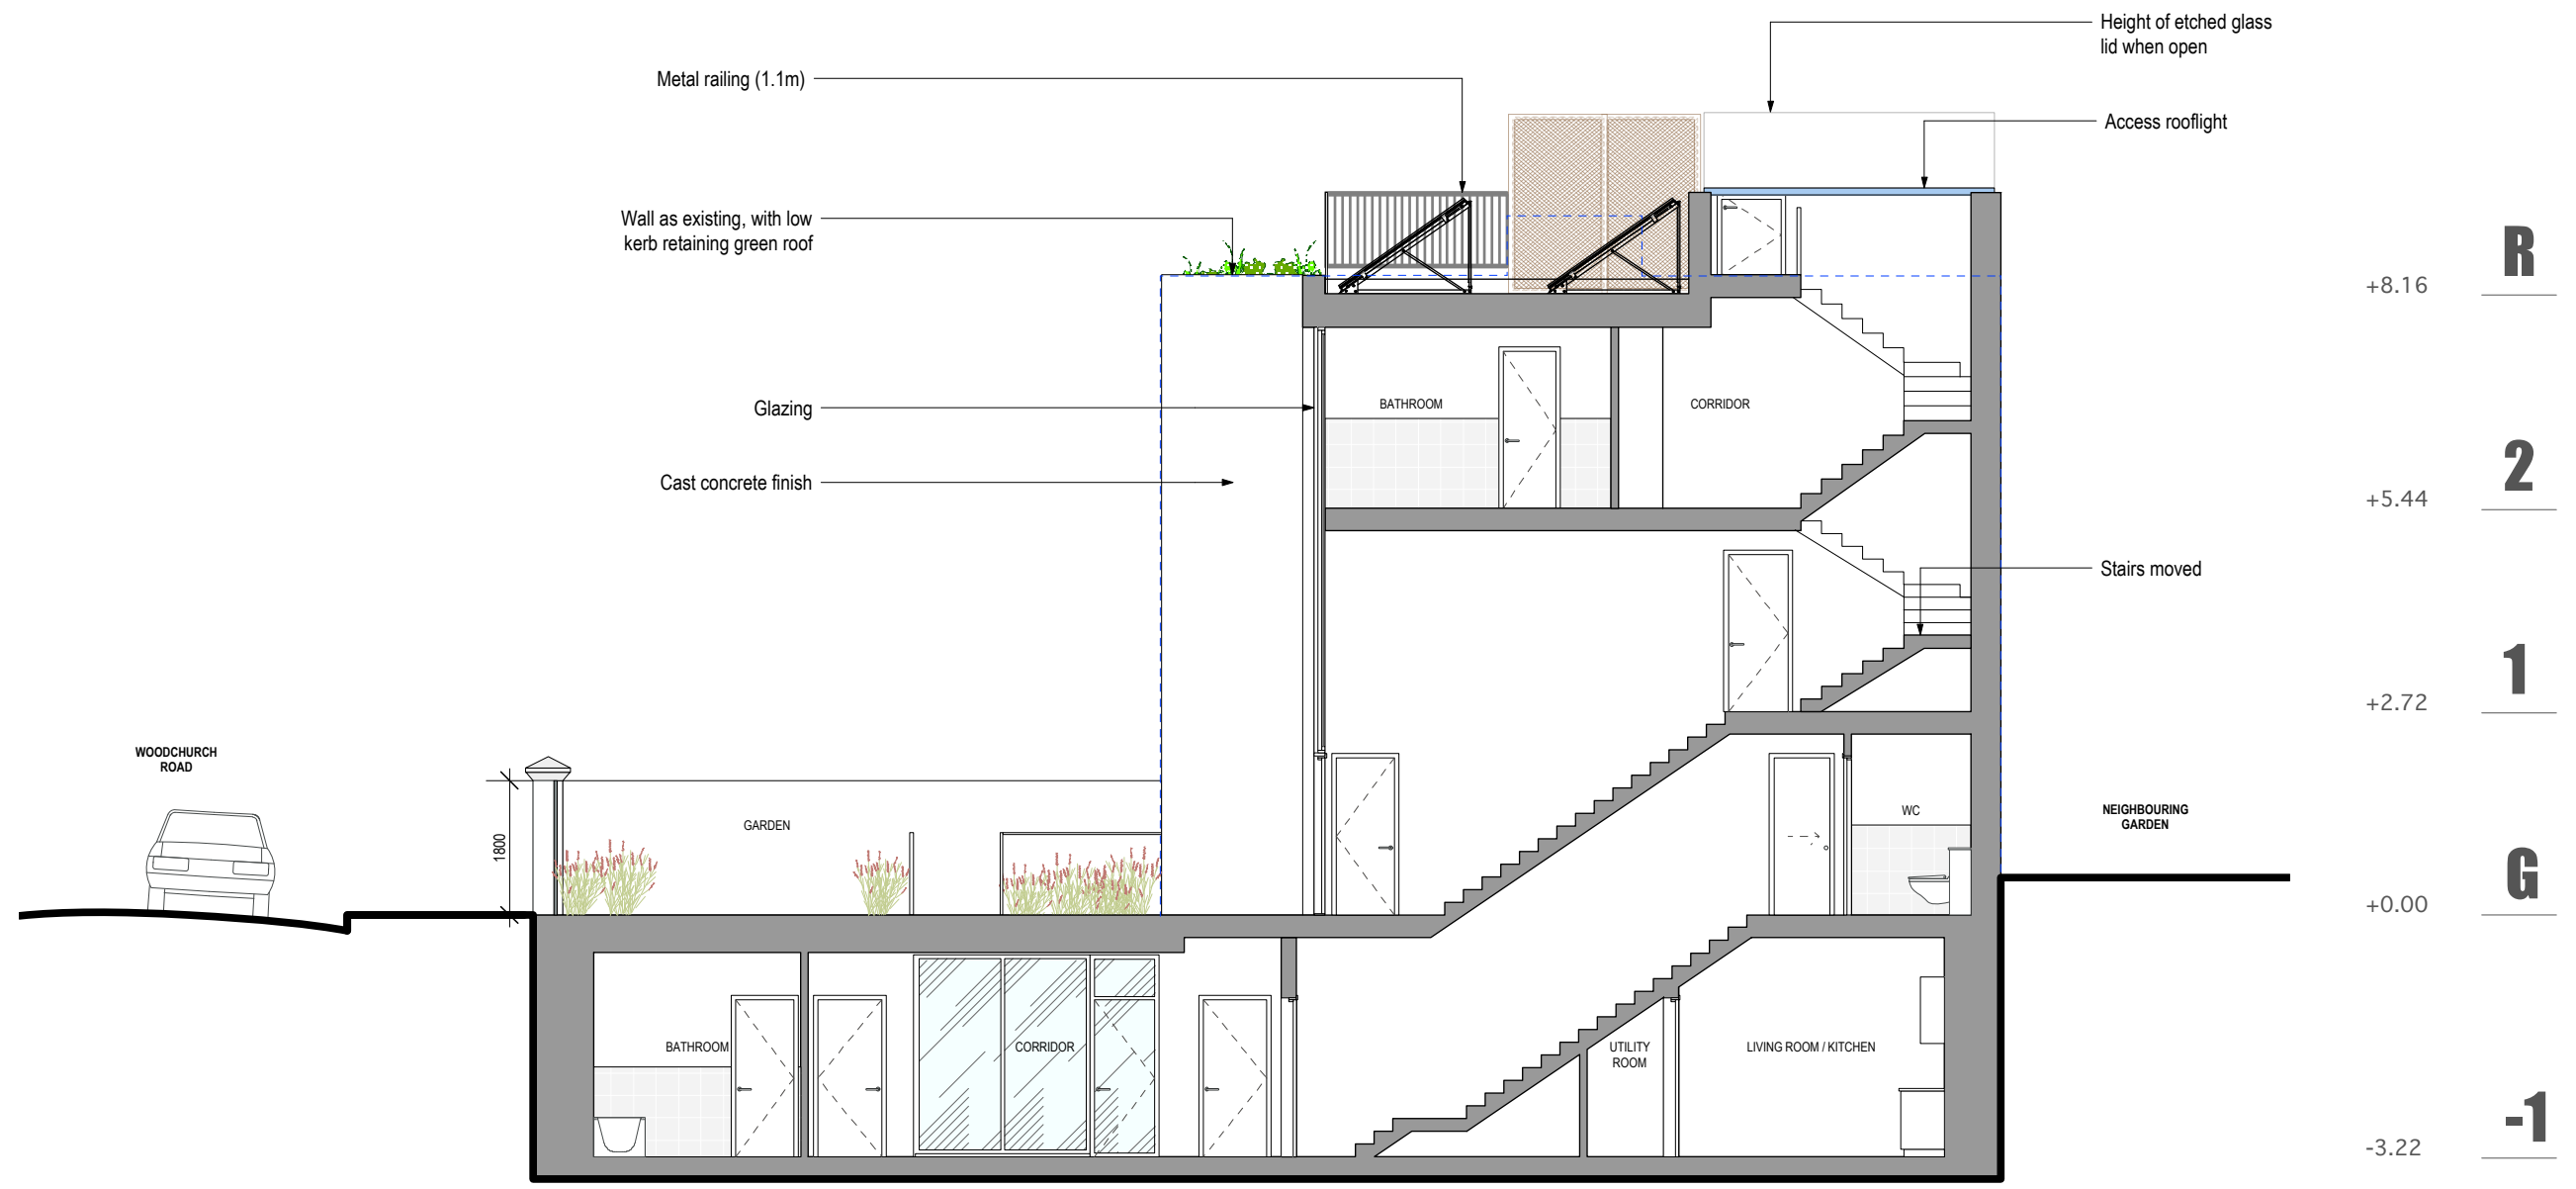 Height of etched glass
lid when open
Metal railing (1.1m)
Access rooflight
Wall as existing, with low
kerb retaining green roof
R
+8.16
Glazing
BATHROOM
CORRIDOR
Cast concrete finish
2
+5.44
Stairs moved
1
+2.72
WOODCHURCH
ROAD
GARDEN
1800
WC
NEIGHBOURING
GARDEN
G
+0.00
BATHROOM
CORRIDOR
UTILITY
ROOM
LIVING ROOM / KITCHEN
-1
-3.22